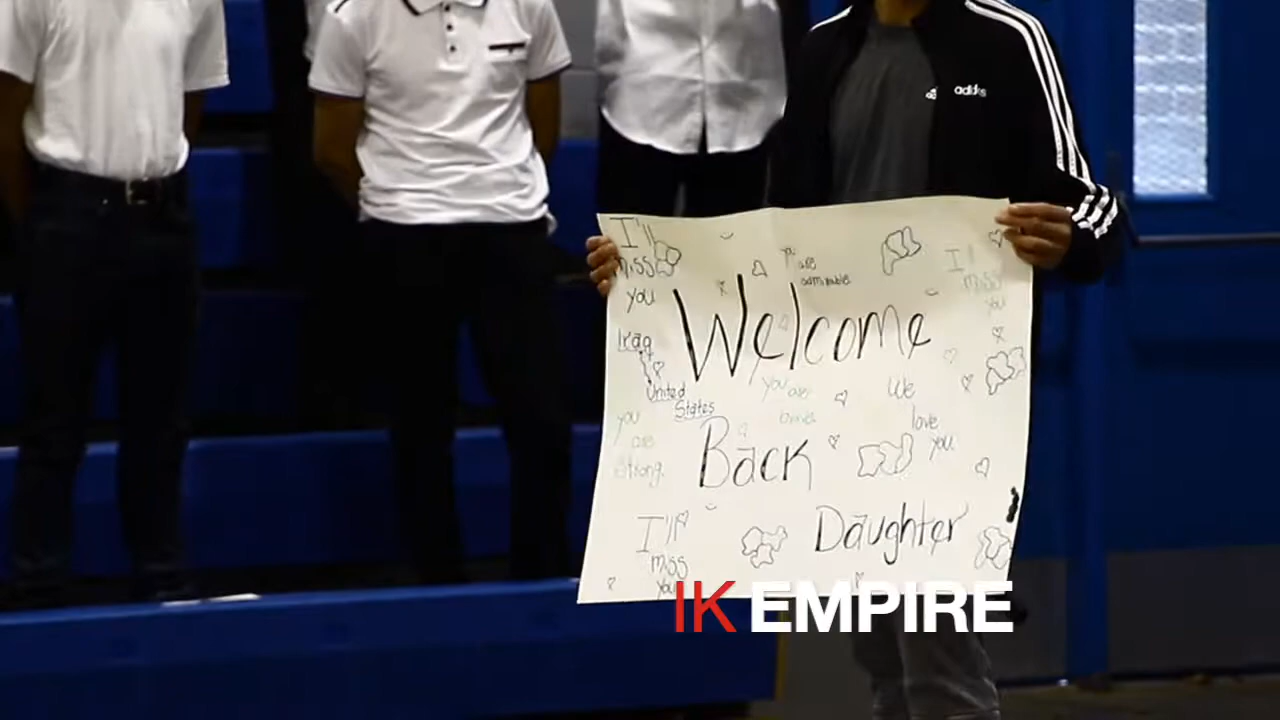 adidas
I'll
miss
you
Iraq
United
States
you
are
strong.
I'll
miss
you
you
are
admirable
Welcome
you are
brave
Back
We
love
you.
Daughter
I'll
miss
you
IK EMPIRE